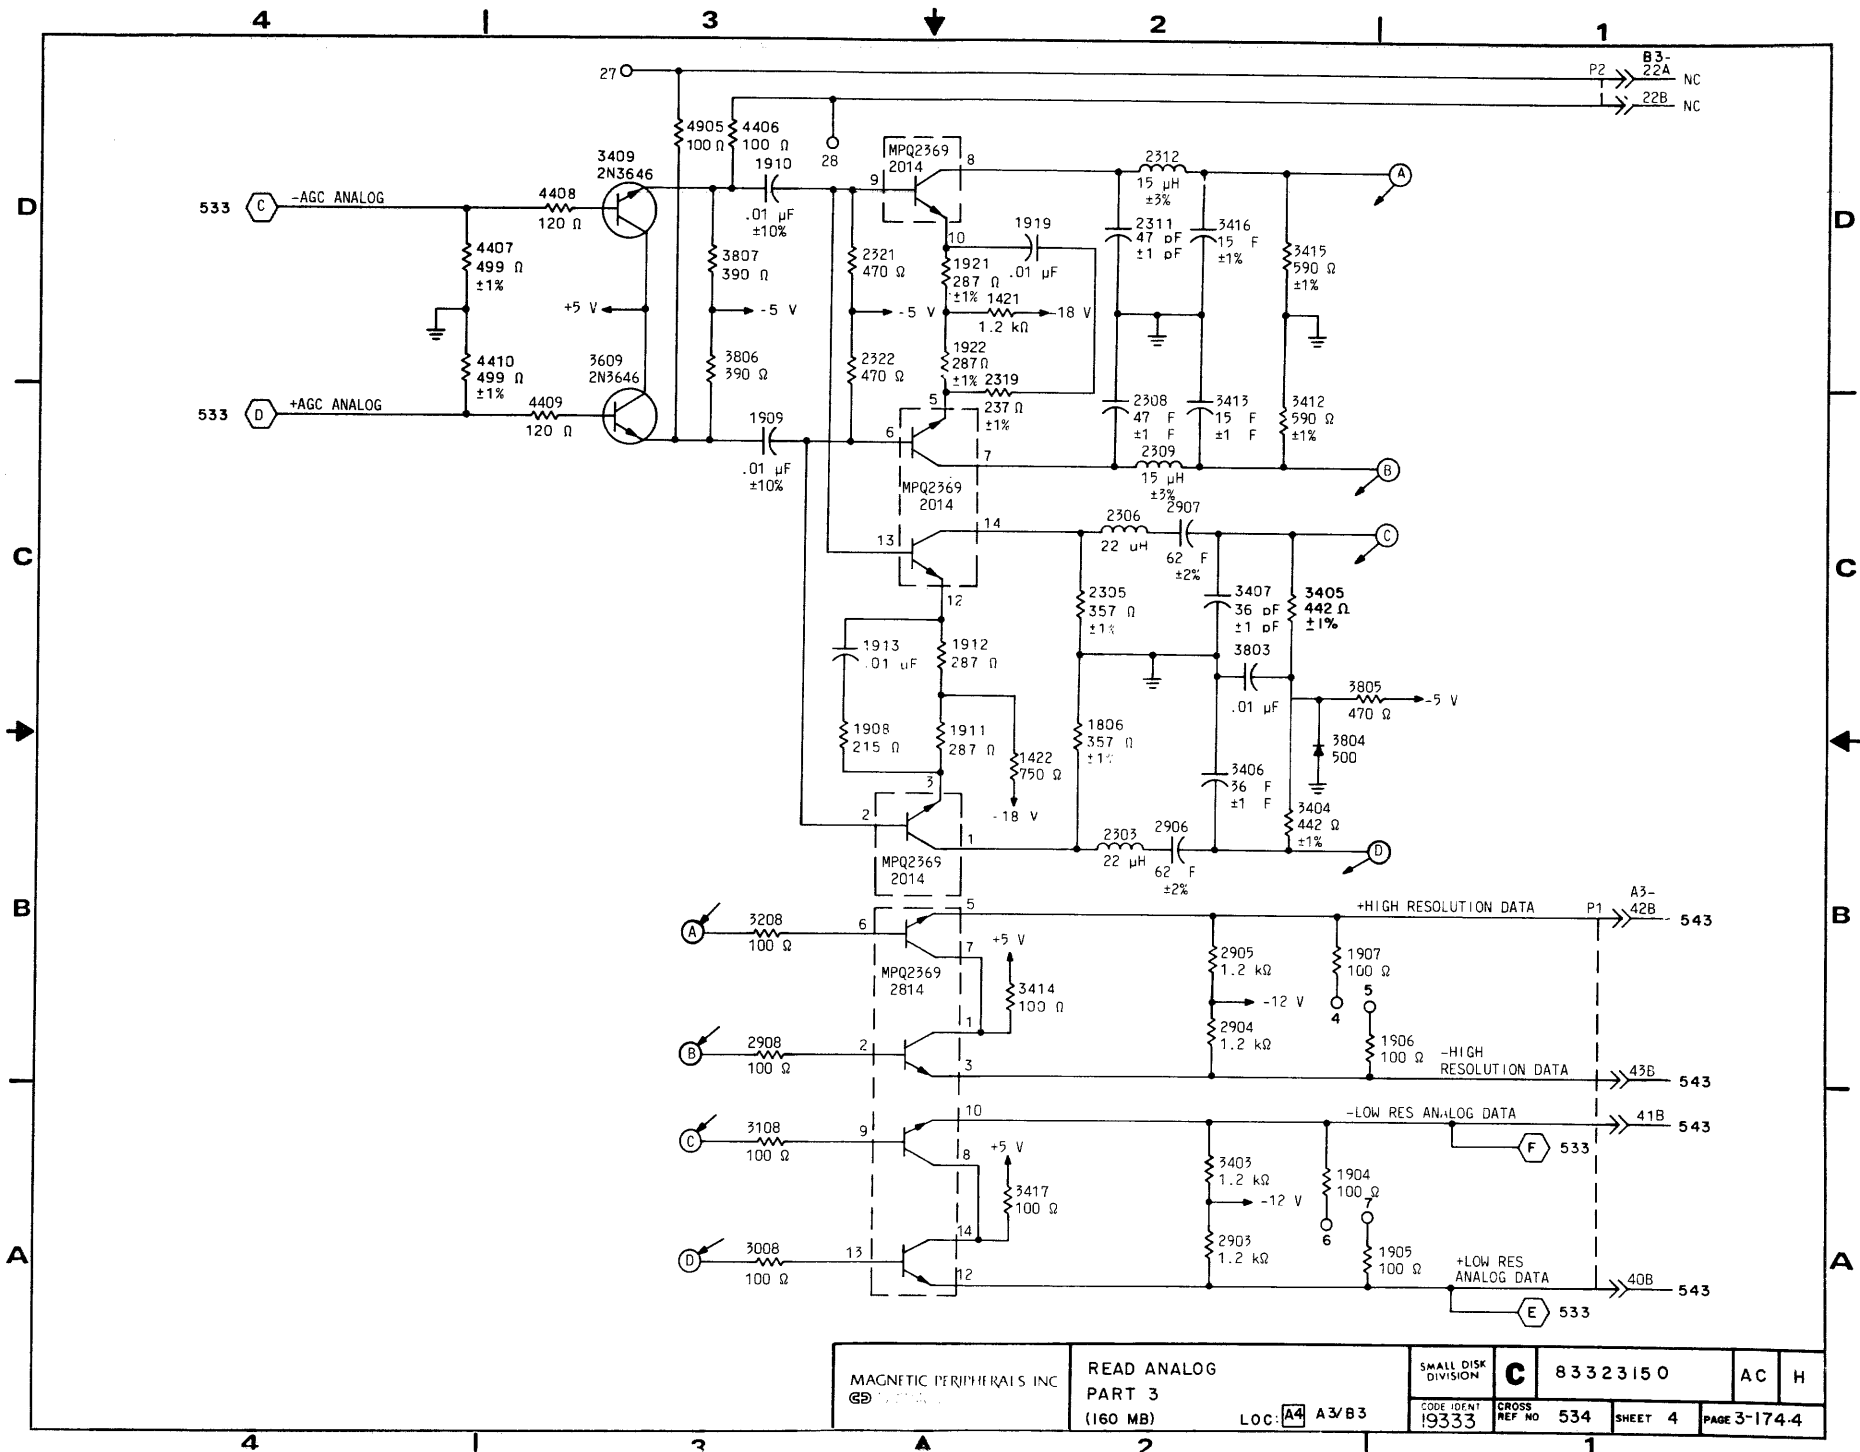 4 3 2 1
27
P2
B3-
22A NC
22B NC
4905
100 Ω
4406
100 Ω
28
1910
.01 µF
±10%
3409
2N3646
MPQ2369
2014
8
9
10
2312
15 µH
±3%
A
D
533 C -AGC ANALOG
4408
120 Ω
D
4407
499 Ω
±1%
3807
390 Ω
2321
470 Ω
1919
.01 µF
1921
287 Ω
±1%
2311
47 pF
±1 pF
3416
15 F
±1%
3415
590 Ω
±1%
+5 V
-5 V
-5 V
1421
1.2 kΩ
-18 V
4410
499 Ω
±1%
3609
2N3646
3806
390 Ω
2322
470 Ω
1922
287Ω
±1%
2319
237 Ω
±1%
533 D +AGC ANALOG
4409
120 Ω
1909
.01 µF
±10%
5
6
7
2308
47 F
±1 F
3413
15 F
±1 F
3412
590 Ω
±1%
2309
15 µH
±3%
B
MPQ2369
2014
14
13
12
2306
22 uH
2907
62 F
±2%
C
C
C
2305
357 Ω
±1%
3407
36 pF
±1 pF
3405
442 Ω
±1%
1913
.01 uF
1912
287 Ω
3803
.01 µF
3805
470 Ω
-5 V
1908
215 Ω
1911
287 Ω
1422
750 Ω
-18 V
1806
357 Ω
±1%
3804
500
3406
36 F
±1 F
3404
442 Ω
±1%
3
2
1
MPQ2369
2014
2303
22 µH
2906
62 F
±2%
D
B
A
3208
100 Ω
6
5
7
MPQ2369
2814
+5 V
3414
100 Ω
+HIGH RESOLUTION DATA
P1
A3-
42B 543
B
2905
1.2 kΩ
-12 V
2904
1.2 kΩ
1907
100 Ω
4
5
1906
100 Ω
B
2908
100 Ω
2
1
3
-HIGH
RESOLUTION DATA
43B 543
C
3108
100 Ω
9
10
8
+5 V
3417
100 Ω
-LOW RES ANALOG DATA
41B 543
F 533
3403
1.2 kΩ
-12 V
2903
1.2 kΩ
1904
100 Ω
6
7
1905
100 Ω
A
D
3008
100 Ω
13
14
12
+LOW RES
ANALOG DATA
40B 543
E 533
A
MAGNETIC PERIPHERALS INC
READ ANALOG
PART 3
(160 MB)
LOC: A4 A3/B3
SMALL DISK
DIVISION
C
83323150
AC
H
CODE IDENT
19333
CROSS
REF NO 534
SHEET 4
PAGE 3-174.4
4 3 2 1